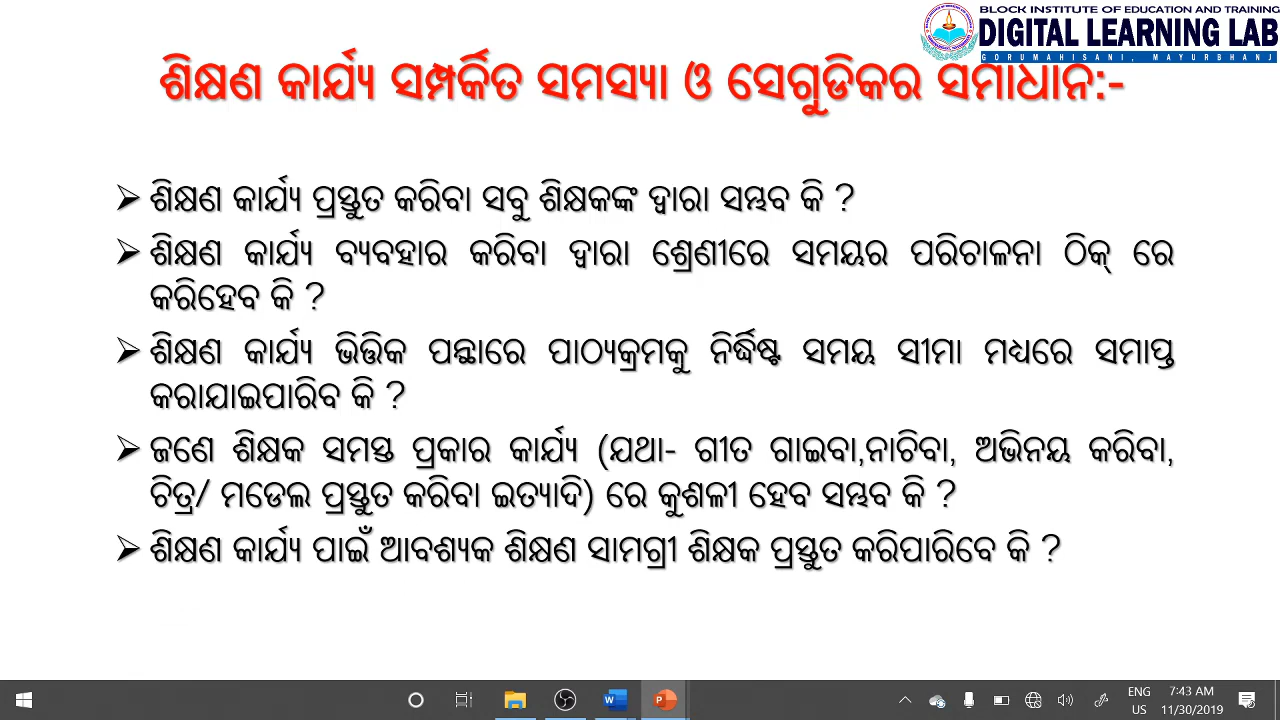 BLOCK INSTITUTE OF EDUCATION AND TRAINING
DIGITAL LEARNING LAB
GORUMAHISANI, MAYURBHANJ
ଶିକ୍ଷଣ କାର୍ଯ୍ୟ ସମ୍ପର୍କିତ ସମସ୍ୟା ଓ ସେଗୁଡିକର ସମାଧାନ:-
➢ ଶିକ୍ଷଣ କାର୍ଯ୍ୟ ପ୍ରସ୍ତୁତ କରିବା ସବୁ ଶିକ୍ଷକଙ୍କ ଦ୍ୱାରା ସମ୍ଭବ କି ?
➢ ଶିକ୍ଷଣ କାର୍ଯ୍ୟ ବ୍ୟବହାର କରିବା ଦ୍ୱାରା ଶ୍ରେଣୀରେ ସମୟର ପରିଚାଳନା ଠିକ୍ ରେ
କରିହେବ କି ?
➢ ଶିକ୍ଷଣ କାର୍ଯ୍ୟ ଭିତ୍ତିକ ପନ୍ଥାରେ ପାଠ୍ୟକ୍ରମକୁ ନିର୍ଦ୍ଧିଷ୍ଟ ସମୟ ସୀମା ମଧ୍ୟରେ ସମାପ୍ତ
କରାଯାଇପାରିବ କି ?
➢ ଜଣେ ଶିକ୍ଷକ ସମସ୍ତ ପ୍ରକାର କାର୍ଯ୍ୟ (ଯଥା- ଗୀତ ଗାଇବା,ନାଚିବା, ଅଭିନୟ କରିବା,
ଚିତ୍ର/ ମଡେଲ ପ୍ରସ୍ତୁତ କରିବା ଇତ୍ୟାଦି) ରେ କୁଶଳୀ ହେବ ସମ୍ଭବ କି ?
➢ ଶିକ୍ଷଣ କାର୍ଯ୍ୟ ପାଇଁ ଆବଶ୍ୟକ ଶିକ୍ଷଣ ସାମଗ୍ରୀ ଶିକ୍ଷକ ପ୍ରସ୍ତୁତ କରିପାରିବେ କି ?
ENG 7:43 AM
US 11/30/2019